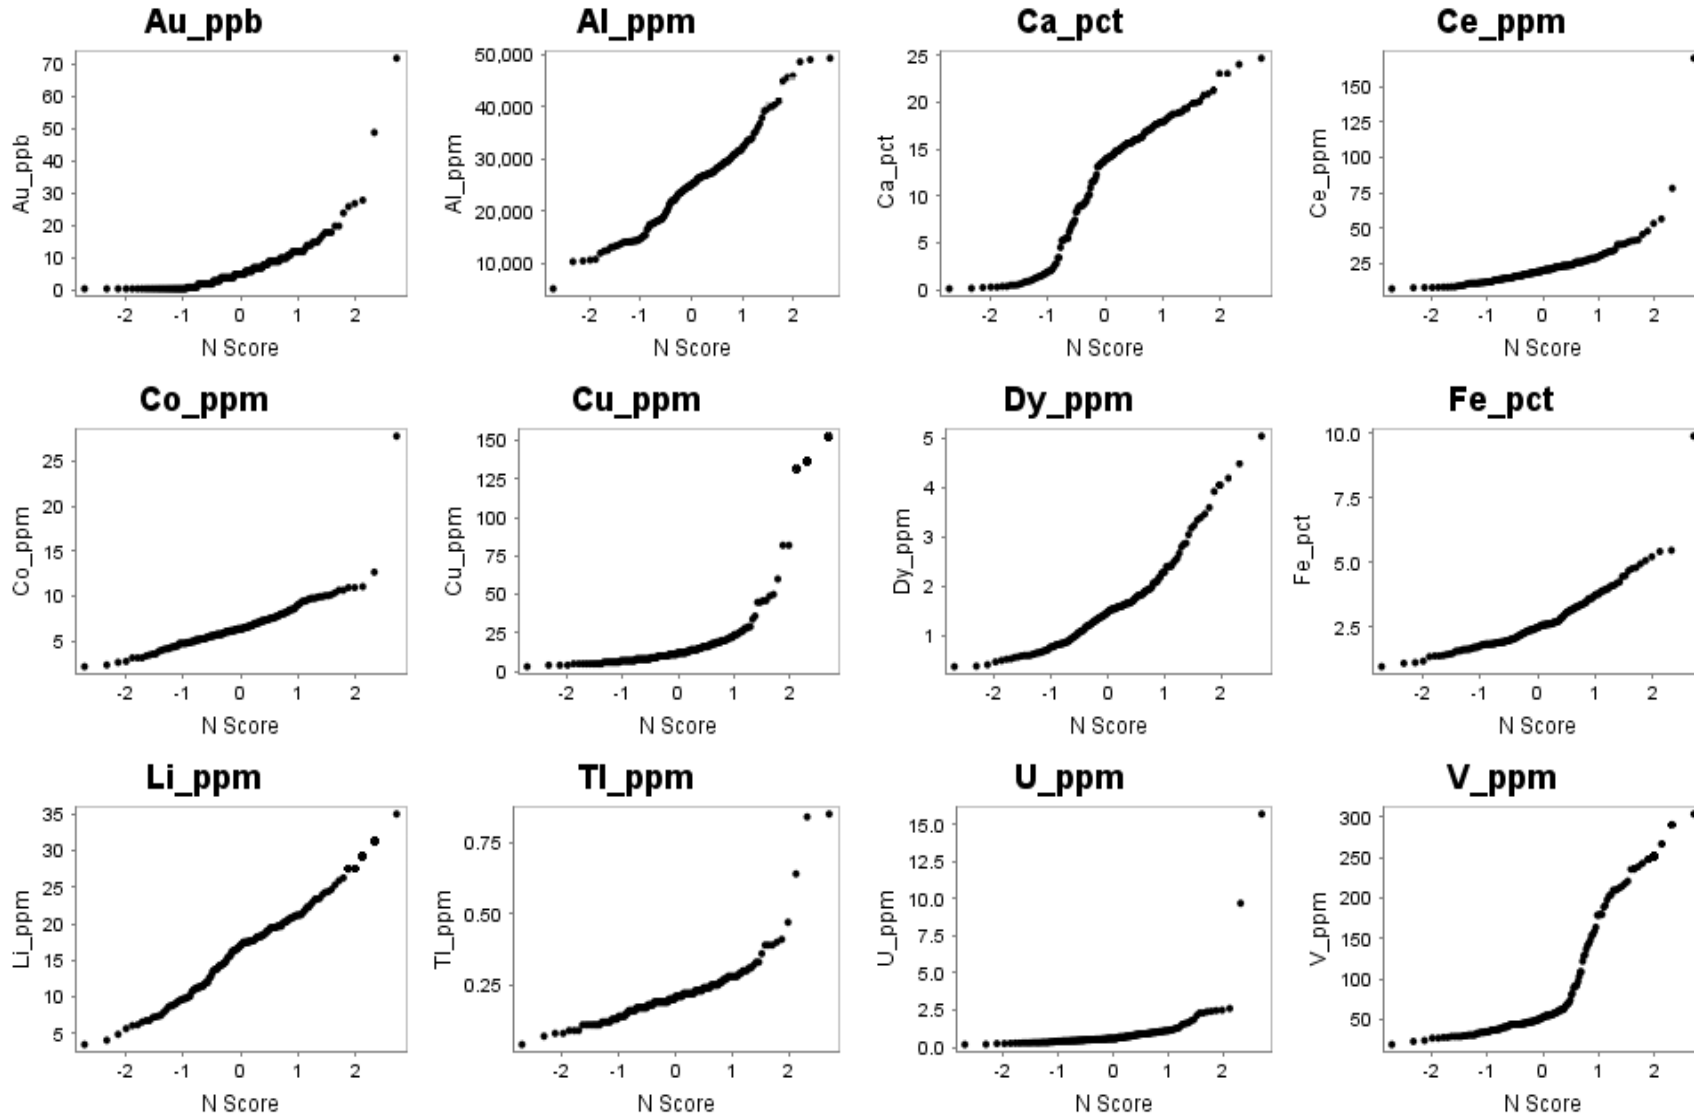 Au_ppb
Al_ppm
Ca_pct
Ce_ppm
Au_ppb
70
60
50
40
30
20
10
0
-2 -1 0 1 2
N Score
Al_ppm
50,000
40,000
30,000
20,000
10,000
-2 -1 0 1 2
N Score
Ca_pct
25
20
15
10
5
0
-2 -1 0 1 2
N Score
Ce_ppm
150
125
100
75
50
25
-2 -1 0 1 2
N Score
Co_ppm
Cu_ppm
Dy_ppm
Fe_pct
Co_ppm
25
20
15
10
5
-2 -1 0 1 2
N Score
Cu_ppm
150
125
100
75
50
25
0
-2 -1 0 1 2
N Score
Dy_ppm
5
4
3
2
1
-2 -1 0 1 2
N Score
Fe_pct
10.0
7.5
5.0
2.5
-2 -1 0 1 2
N Score
Li_ppm
Tl_ppm
U_ppm
V_ppm
Li_ppm
35
30
25
20
15
10
5
-2 -1 0 1 2
N Score
Tl_ppm
0.75
0.50
0.25
-2 -1 0 1 2
N Score
U_ppm
15.0
12.5
10.0
7.5
5.0
2.5
0.0
-2 -1 0 1 2
N Score
V_ppm
300
250
200
150
100
50
-2 -1 0 1 2
N Score